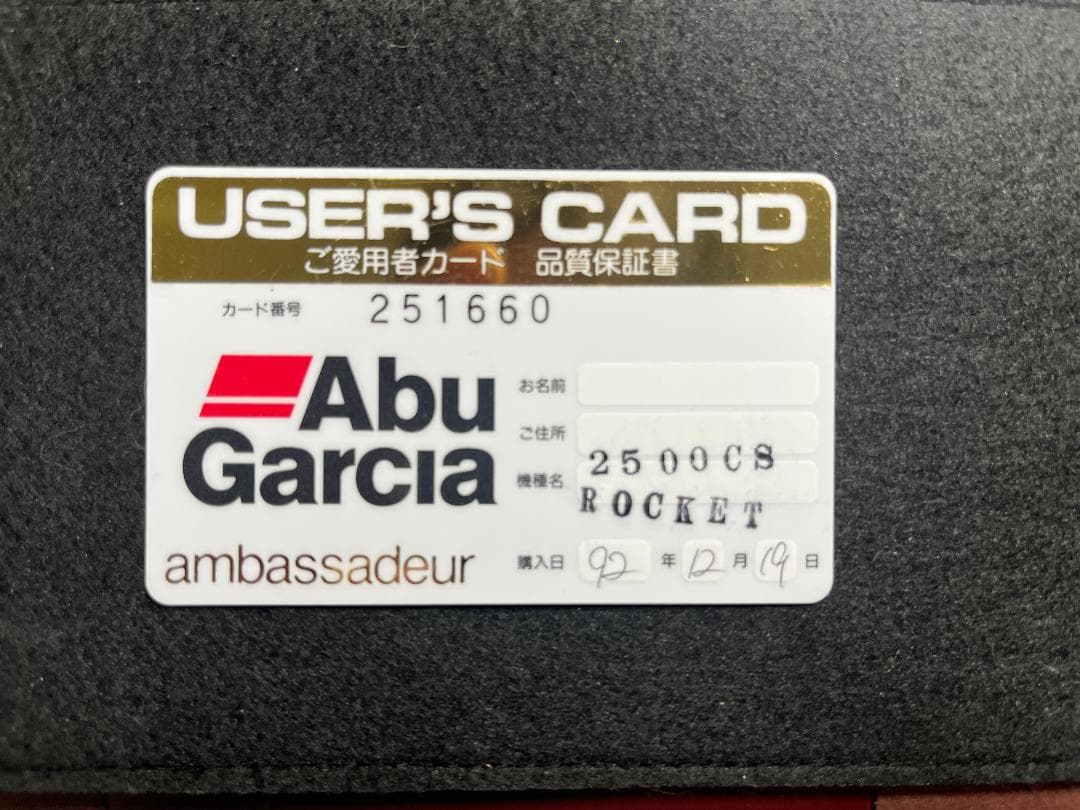 USER'S CARD
ご愛用者カード 品質保証書
カード番号 251660
Abu
Garcia
ambassadeur
お名前
ご住所
機種名 2500CS
ROCKET
購入日 92 年 12 月 19 日